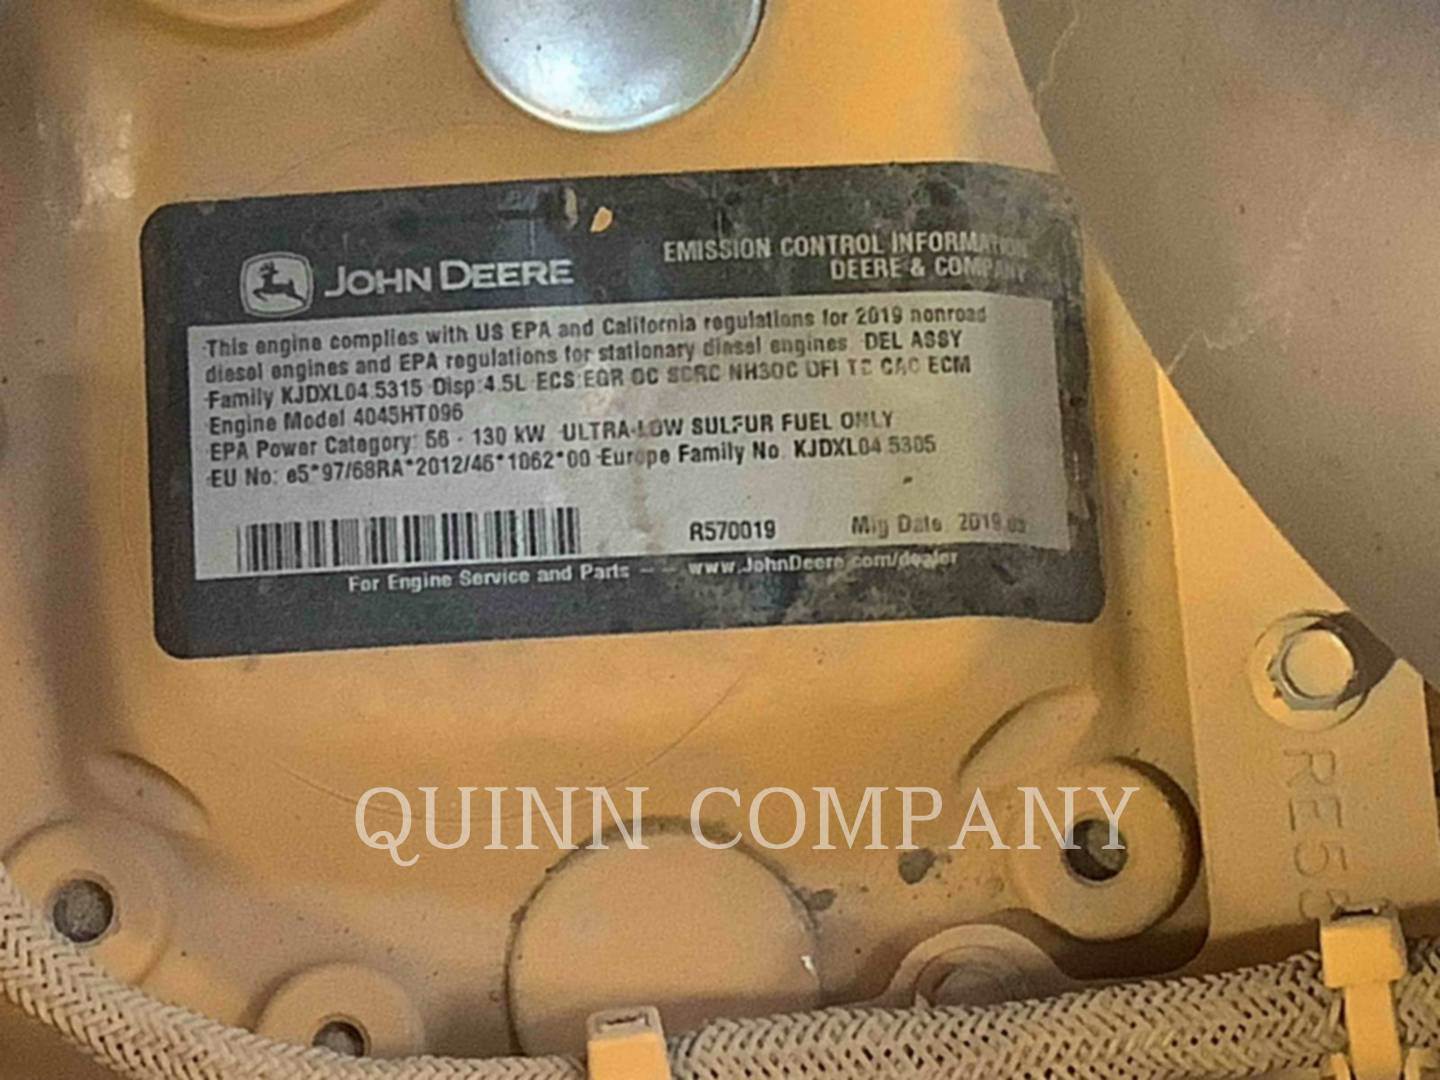 JOHN DEERE
EMISSION CONTROL INFORMATION
DEERE & COMPANY
This engine complies with US EPA and California regulations for 2019 nonroad
diesel engines and EPA regulations for stationary diesel engines DEL ASSY
Family KJDXL04.5315 Disp:4.5L ECS:EGR OC SCRC NH3OC DFI TC CAC ECM
Engine Model 4045HT096
EPA Power Category: 56 - 130 kW ULTRA-LOW SULFUR FUEL ONLY
EU No: e5*97/68RA*2012/46*1062*00 Europe Family No. KJDXL04.5305
R570019 Mfg Date 2019
For Engine Service and Parts -- www.JohnDeere.com/dealer
QUINN COMPANY